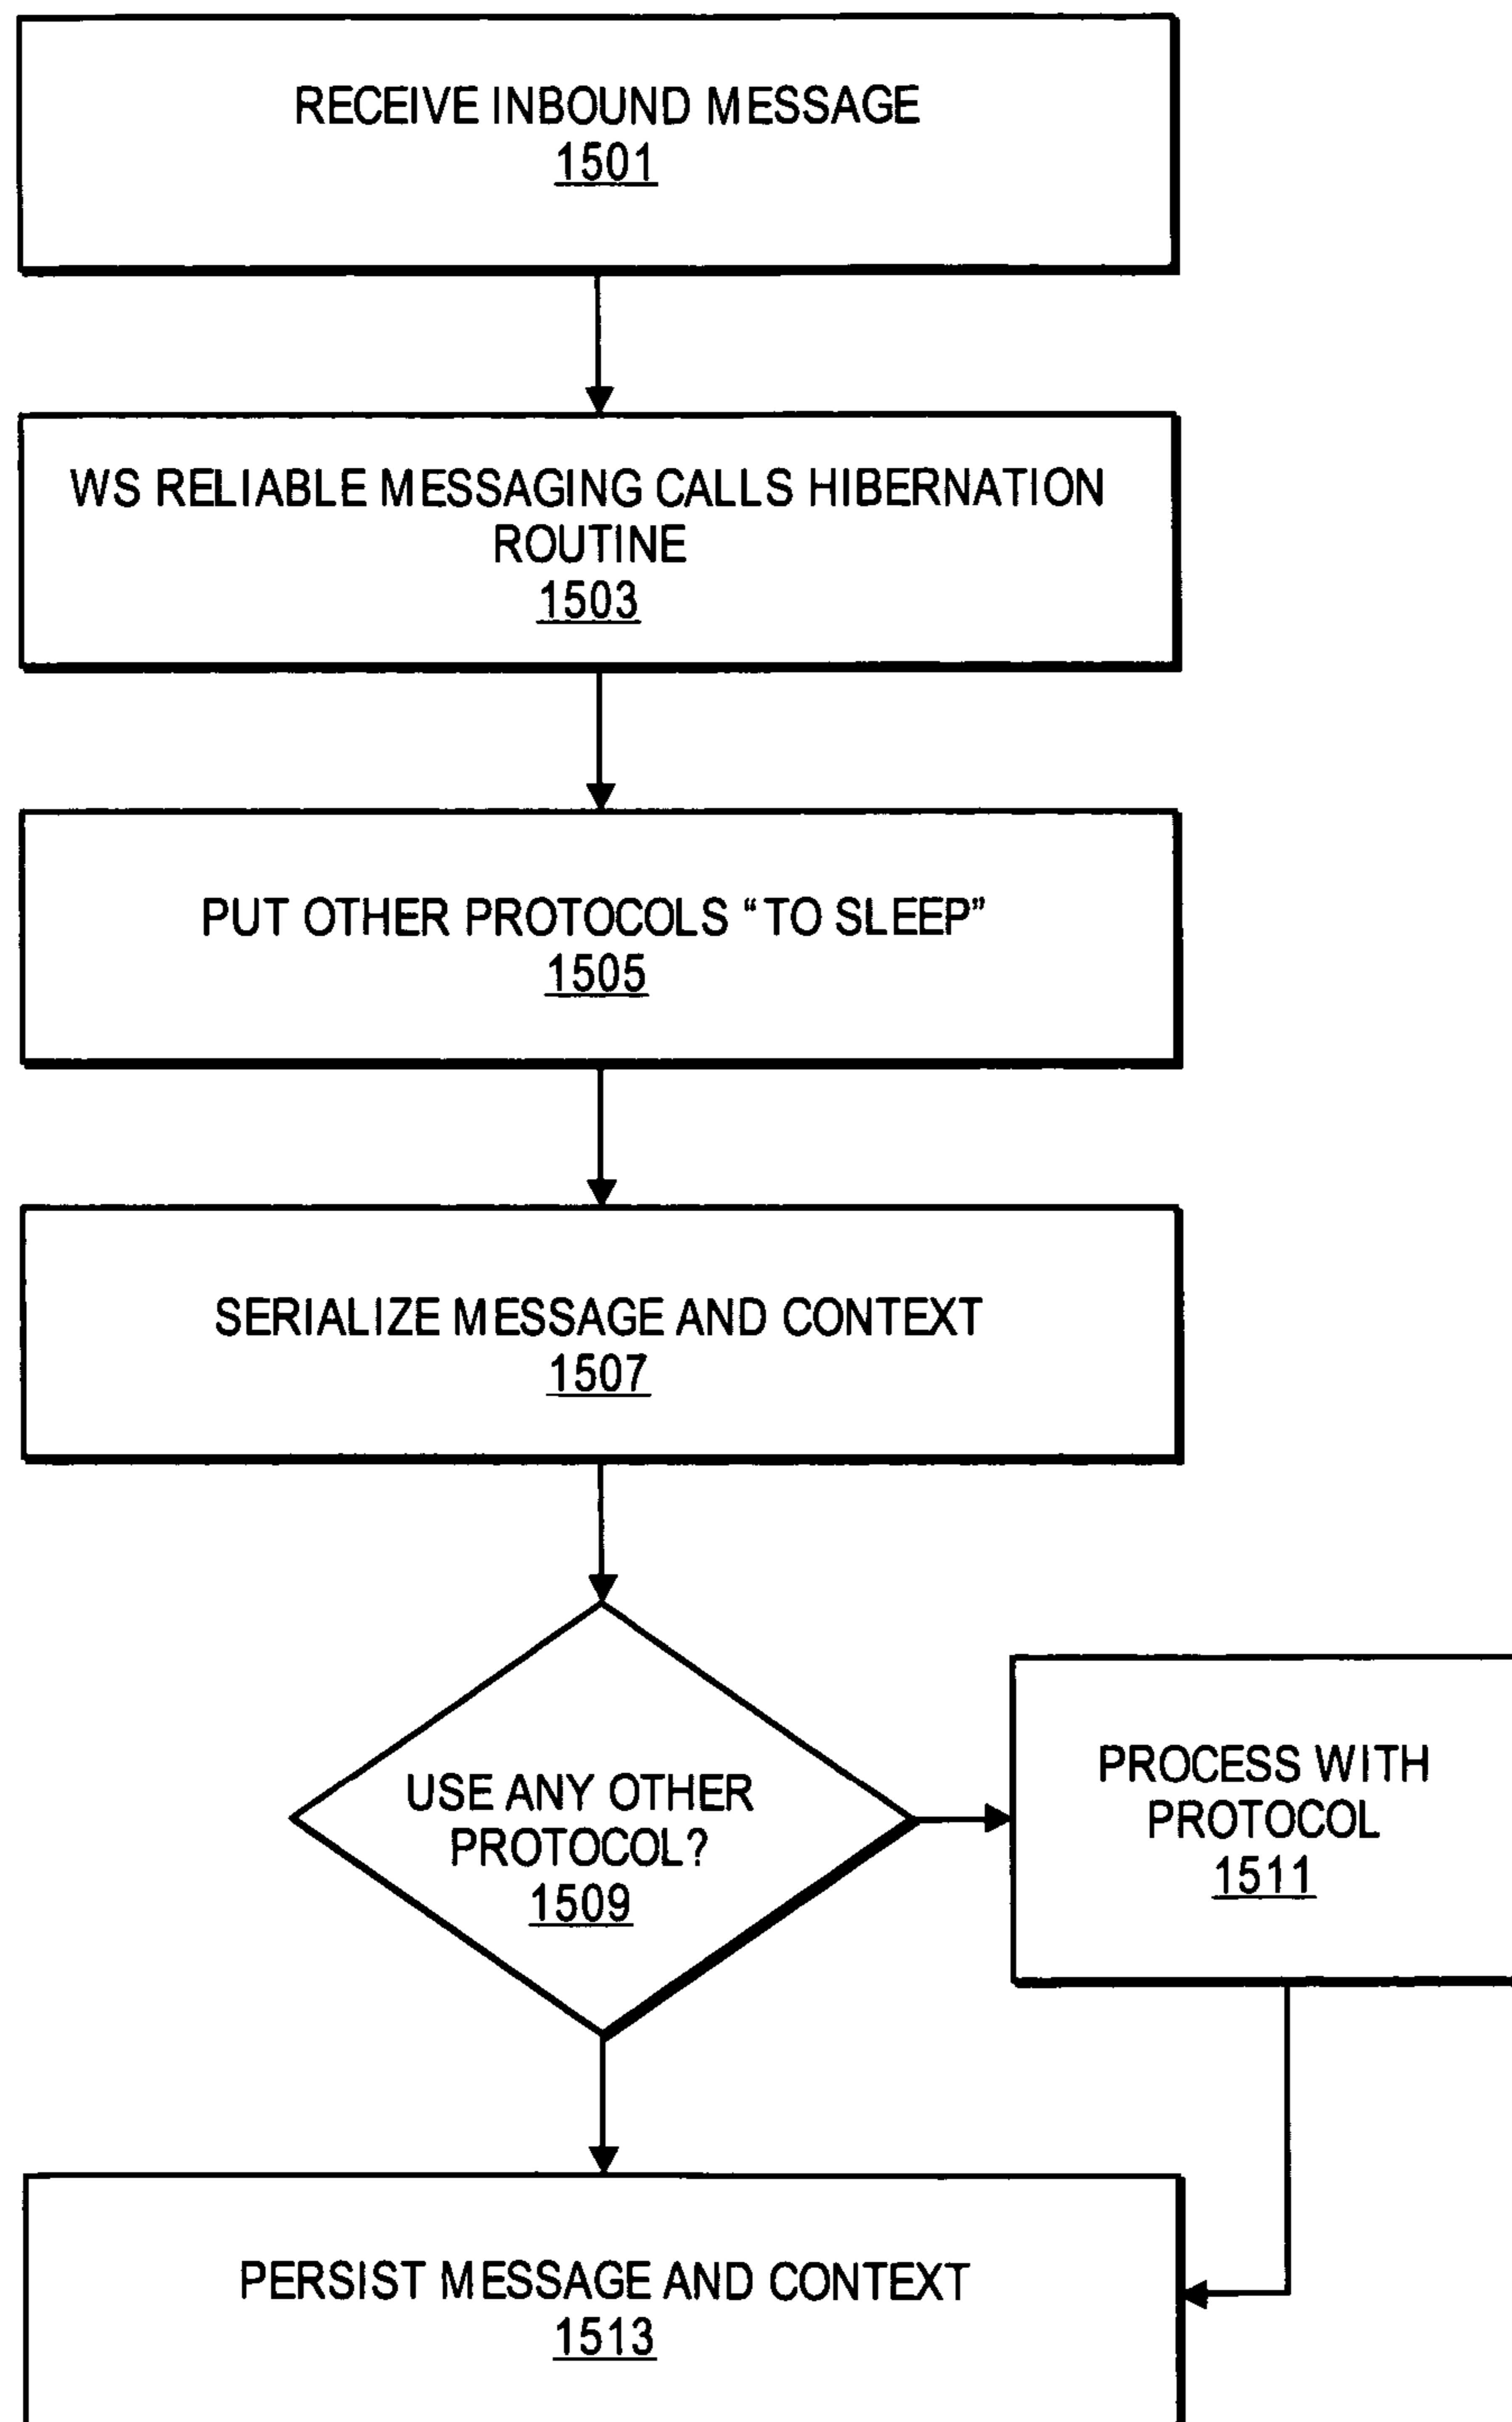 RECEIVE INBOUND MESSAGE
1501
WS RELIABLE MESSAGING CALLS HIBERNATION
ROUTINE
1503
PUT OTHER PROTOCOLS “TO SLEEP”
1505
SERIALIZE MESSAGE AND CONTEXT
1507
USE ANY OTHER
PROTOCOL?
1509
PROCESS WITH
PROTOCOL
1511
PERSIST MESSAGE AND CONTEXT
1513